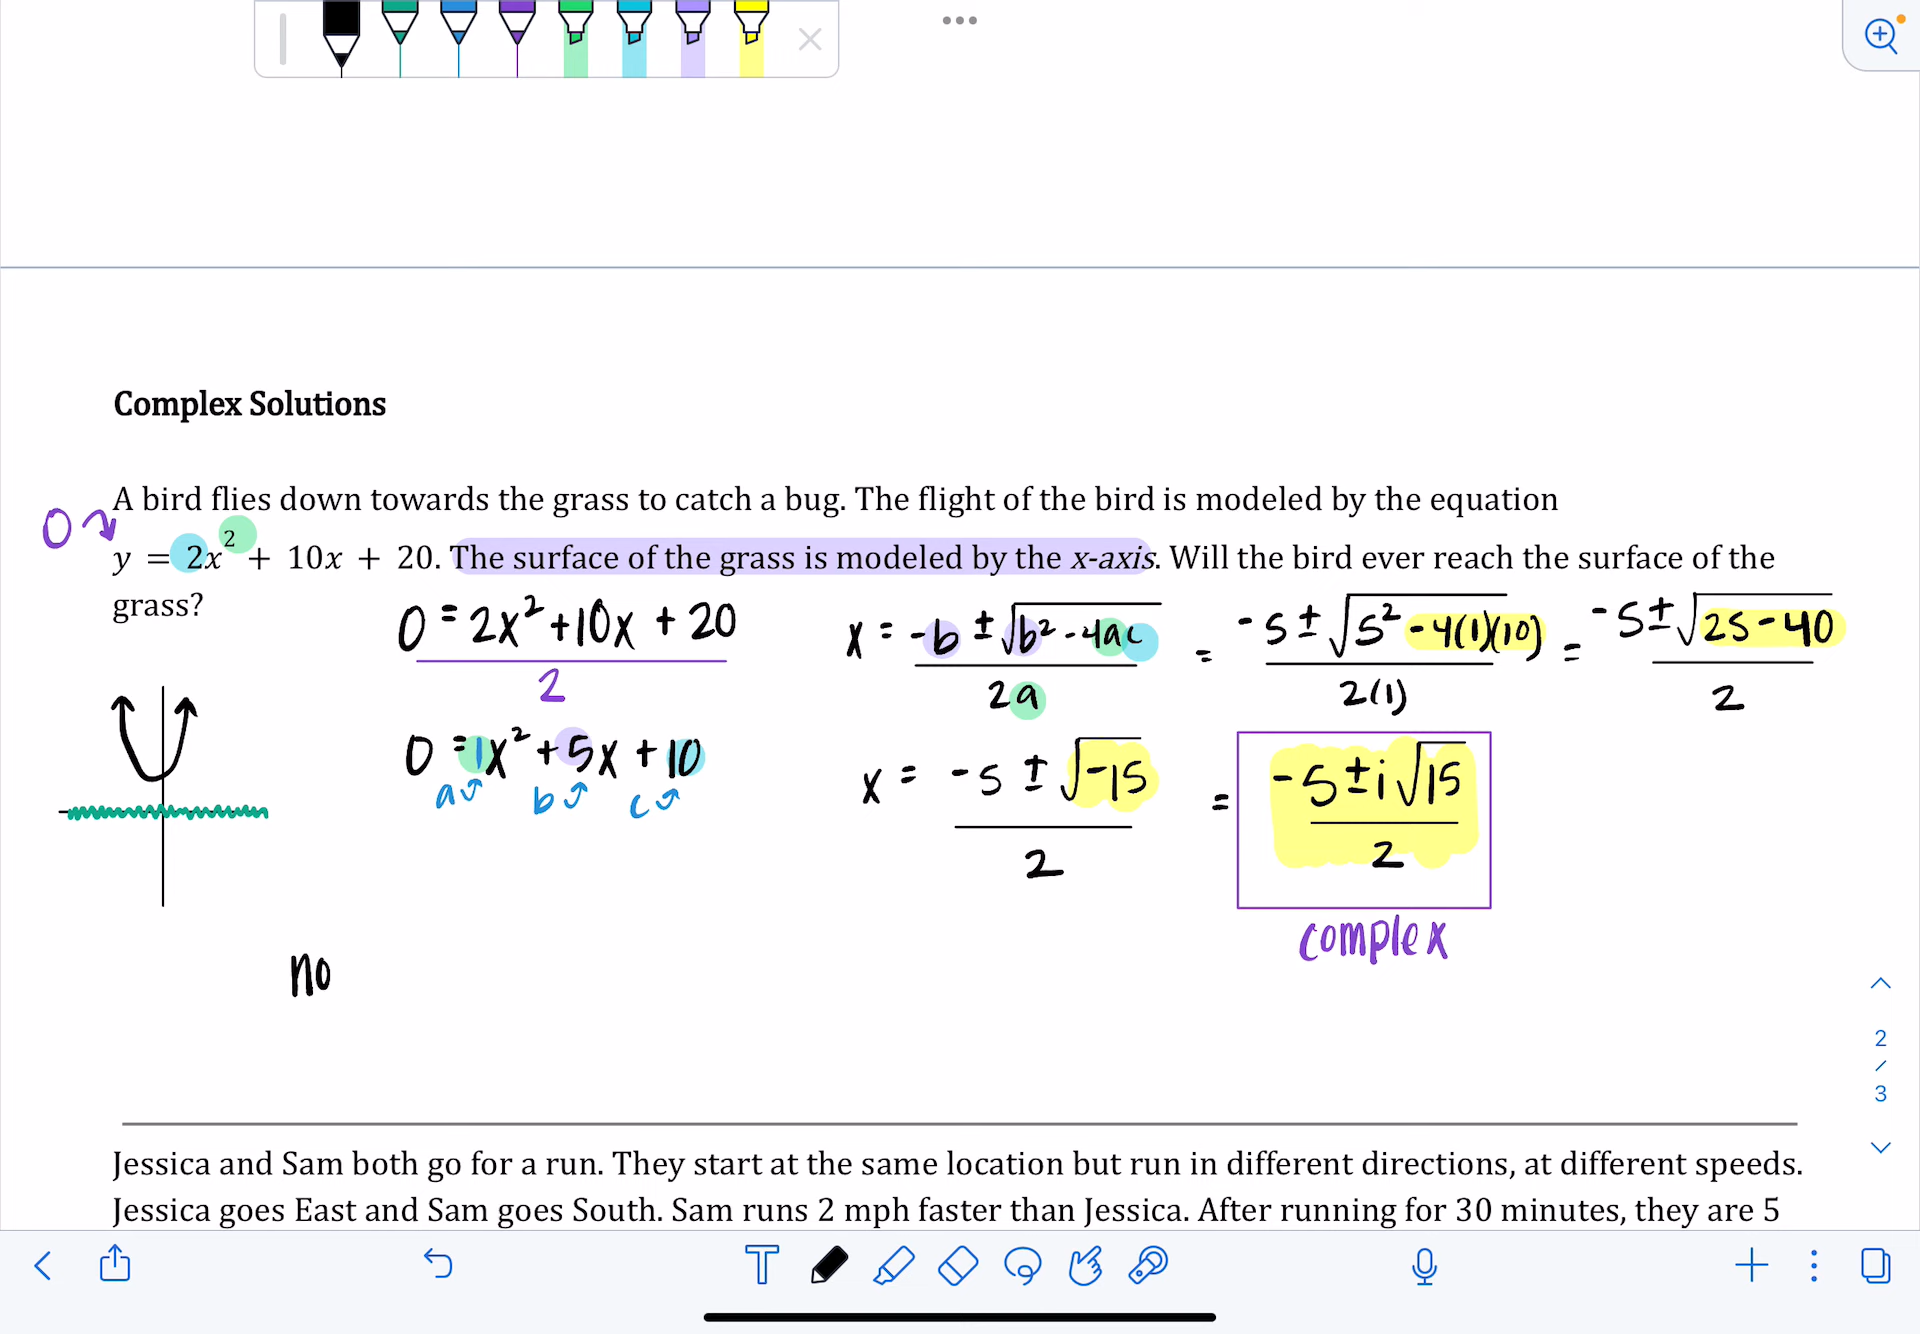 Complex Solutions
A bird flies down towards the grass to catch a bug. The flight of the bird is modeled by the equation
0
y = 2x² + 10x + 20. The surface of the grass is modeled by the x-axis. Will the bird ever reach the surface of the
grass?
0 = 2x² + 10x + 20
2
0 = 1x² + 5x + 10
a b c
x = -b ± √b² - 4ac / 2a = -5 ± √5² - 4(1)(10) / 2(1) = -5 ± √25 - 40 / 2
x = -5 ± √-15 / 2 = -5 ± i√15 / 2
complex
no
2
/
3
Jessica and Sam both go for a run. They start at the same location but run in different directions, at different speeds.
Jessica goes East and Sam goes South. Sam runs 2 mph faster than Jessica. After running for 30 minutes, they are 5